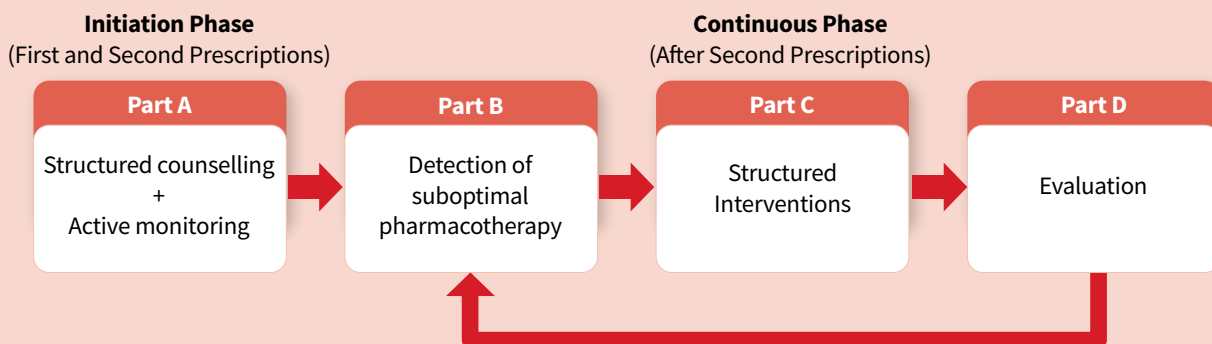 Initiation Phase
(First and Second Prescriptions)
Continuous Phase
(After Second Prescriptions)
Part A
Structured counselling
+
Active monitoring
Part B
Detection of
suboptimal
pharmacotherapy
Part C
Structured
Interventions
Part D
Evaluation